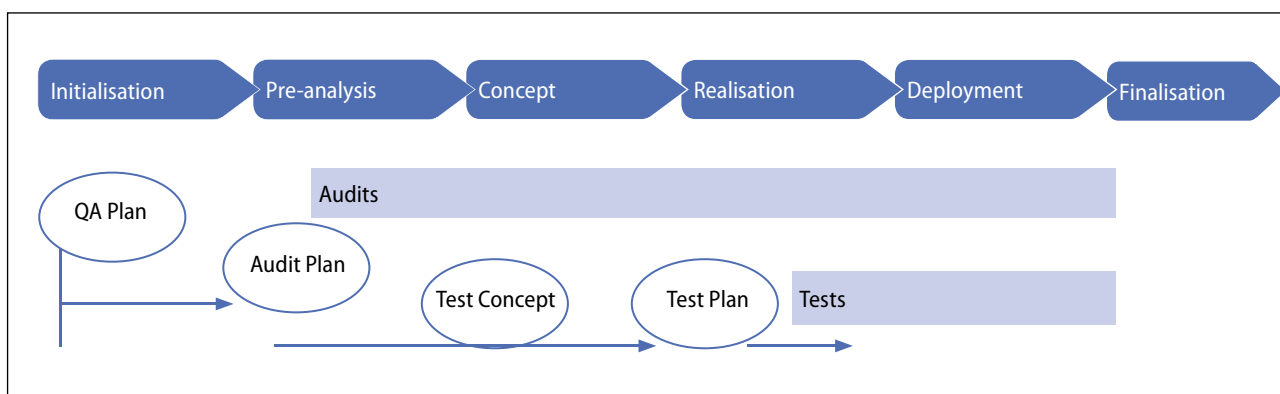 Initialisation
Pre-analysis
Concept
Realisation
Deployment
Finalisation
Audits
QA Plan
Audit Plan
Test Concept
Test Plan
Tests